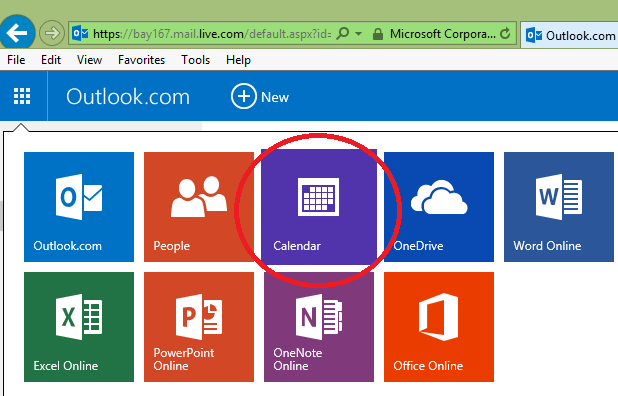 https://bay167.mail.live.com/default.aspx?id= Microsoft Corpora... Outlook.com
File Edit View Favorites Tools Help
Outlook.com New
Outlook.com People Calendar OneDrive Word Online
Excel Online PowerPoint Online OneNote Online Office Online